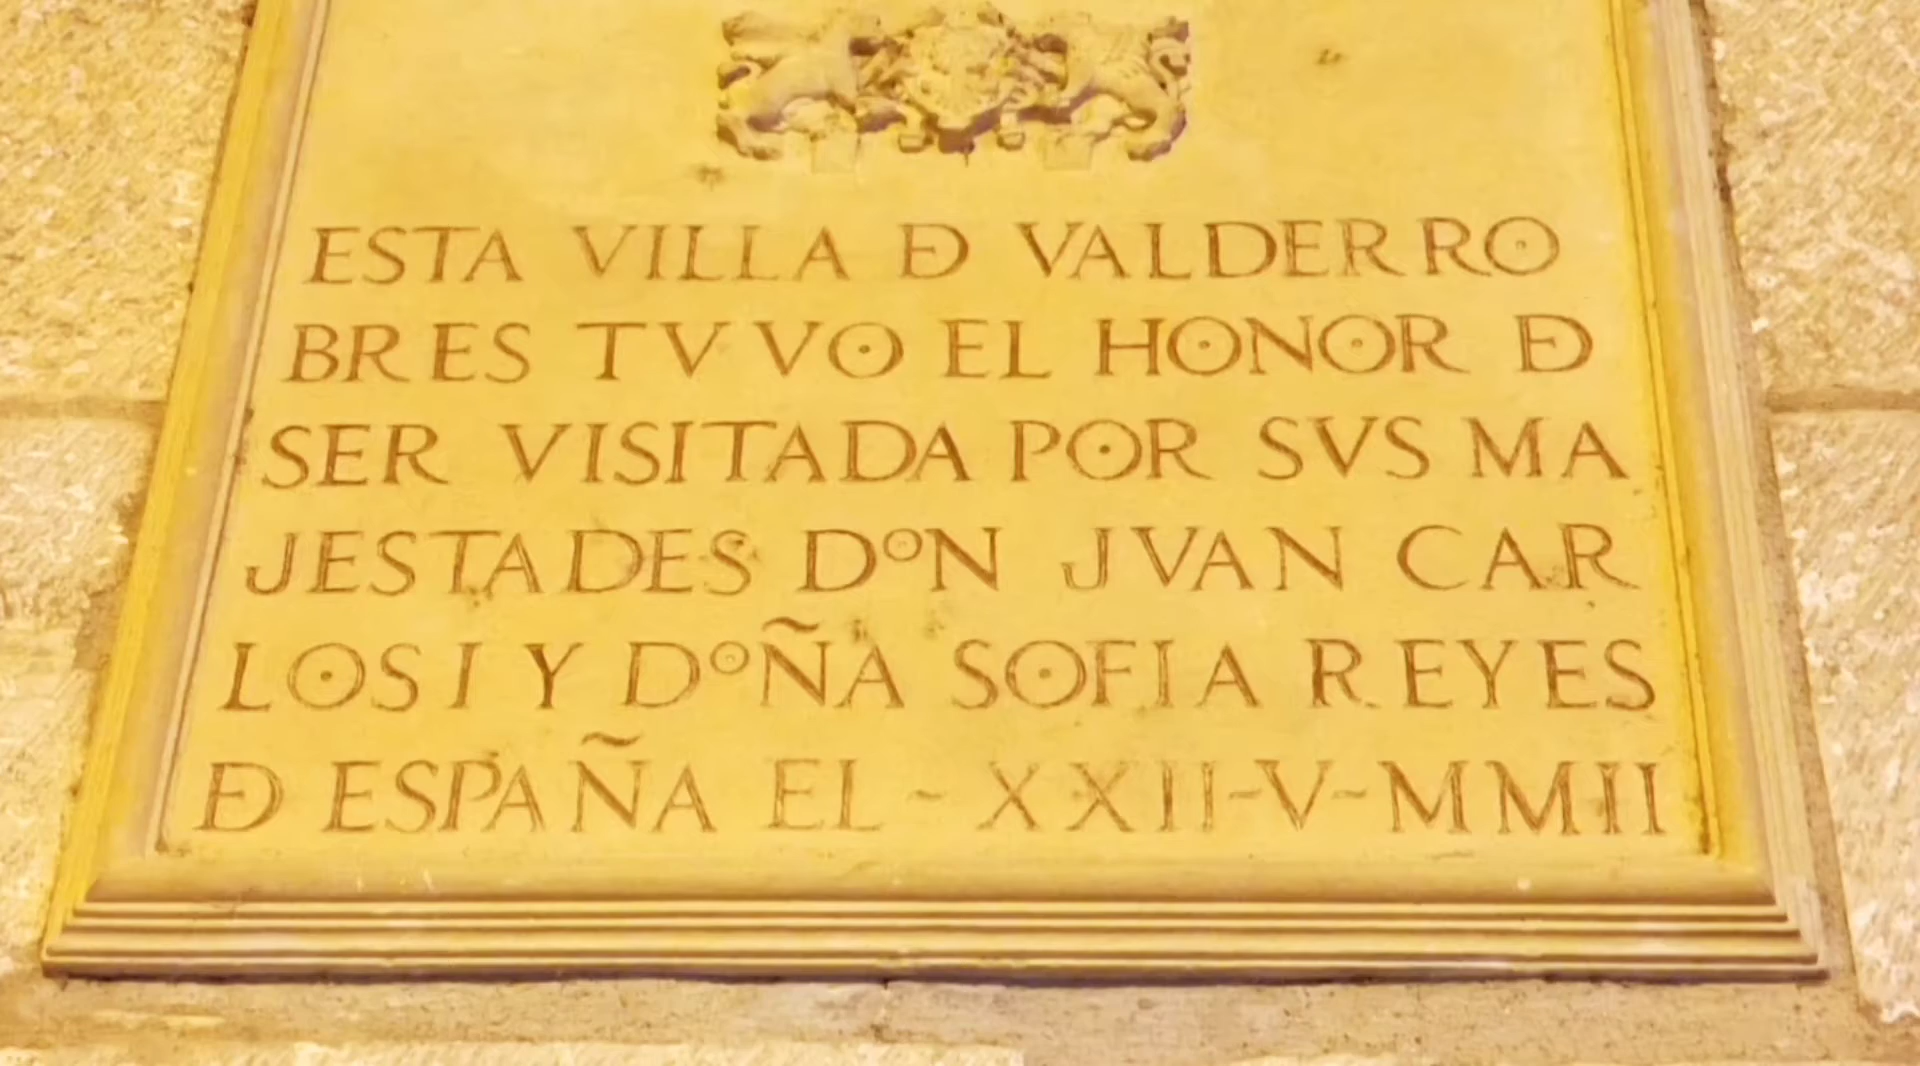 ESTA VILLA Đ VALDERRO
BRES TVVO EL HONOR Đ
SER VISITADA POR SVS MA
JESTADES DON JVAN CAR
LOS I Y DOÑA SOFIA REYES
Đ ESPAÑA EL - XXII-V-MMII